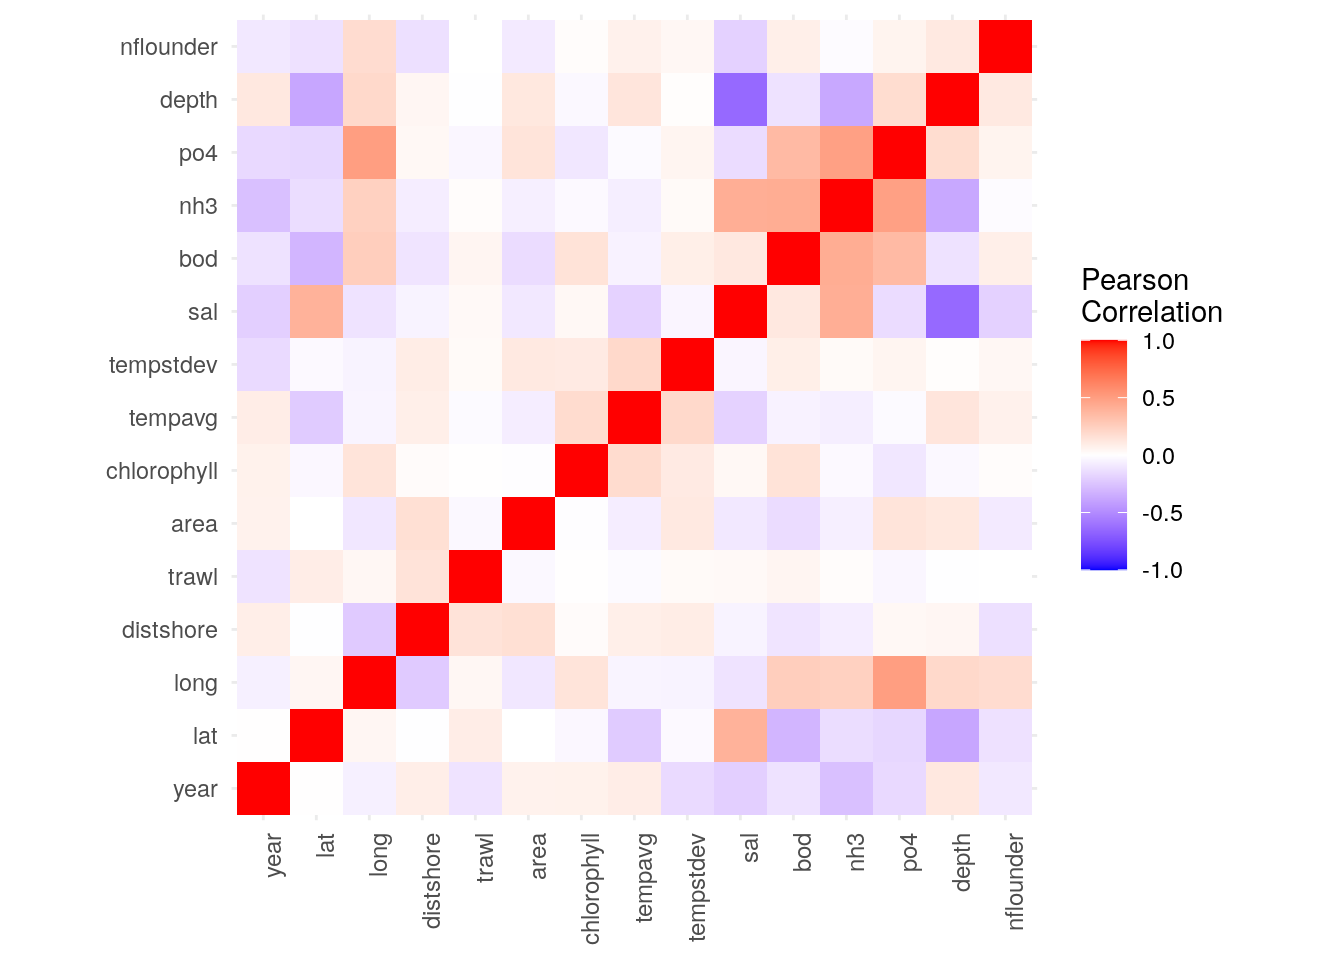 nflounder
depth
po4
nh3
bod
sal
tempstdev
tempavg
chlorophyll
area
trawl
distshore
long
lat
year
year
lat
long
distshore
trawl
area
chlorophyll
tempavg
tempstdev
sal
bod
nh3
po4
depth
nflounder
Pearson
Correlation
1.0
0.5
0.0
-0.5
-1.0